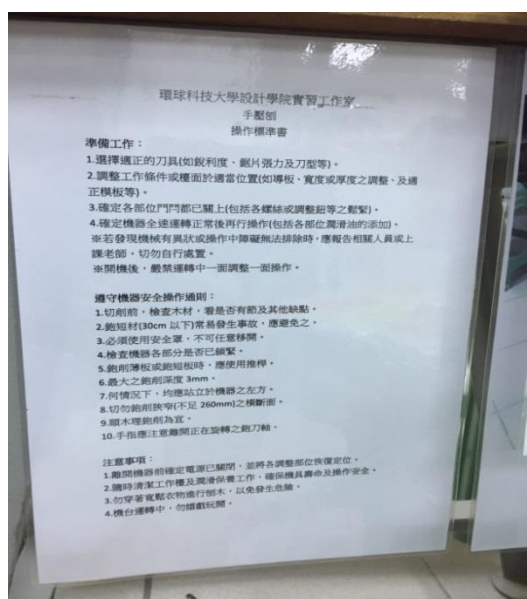 環球科技大學設計學院實習工作室
手壓刨
操作標準書
準備工作：
1.選擇適正的刀具(如銳利度、鋸片張力及刀型等)。
2.調整工作條件或檯面於適當位置(如導板、寬度或厚度之調整、及適
正模板等)。
3.確定各部位門閂都已關上(包括各螺絲或調整鈕等之鬆緊)。
4.確定機器全速運轉正常後再行操作(包括各部位潤滑油的添加)。
※若發現機械有異狀或操作中障礙無法排除時，應報告相關人員或上
課老師，切勿自行處置。
※開機後，嚴禁運轉中一面調整一面操作。
遵守機器安全操作通則：
1.切削前，檢查木材，看是否有節及其他缺點。
2.鉋短材(30cm 以下)常易發生事故，應避免之。
3.必須使用安全罩，不可任意移開。
4.檢查機器各部分是否已鎖緊。
5.鉋削薄板或鉋短板時，應使用推桿。
6.最大之鉋削深度 3mm。
7.何情況下，均應站立於機器之左方。
8.切勿鉋削狹窄(不足 260mm)之橫斷面。
9.順木理鉋削為宜。
10.手指應注意離開正在旋轉之鉋刀軸。
注意事項：
1.離開機器前確定電源已關閉，並將各調整部位恢復定位。
2.隨時清潔工作檯及潤滑保養工作，確保機具壽命及操作安全。
3.勿穿著寬鬆衣物進行刨木，以免發生危險。
4.機台運轉中，勿嬉戲玩鬧。